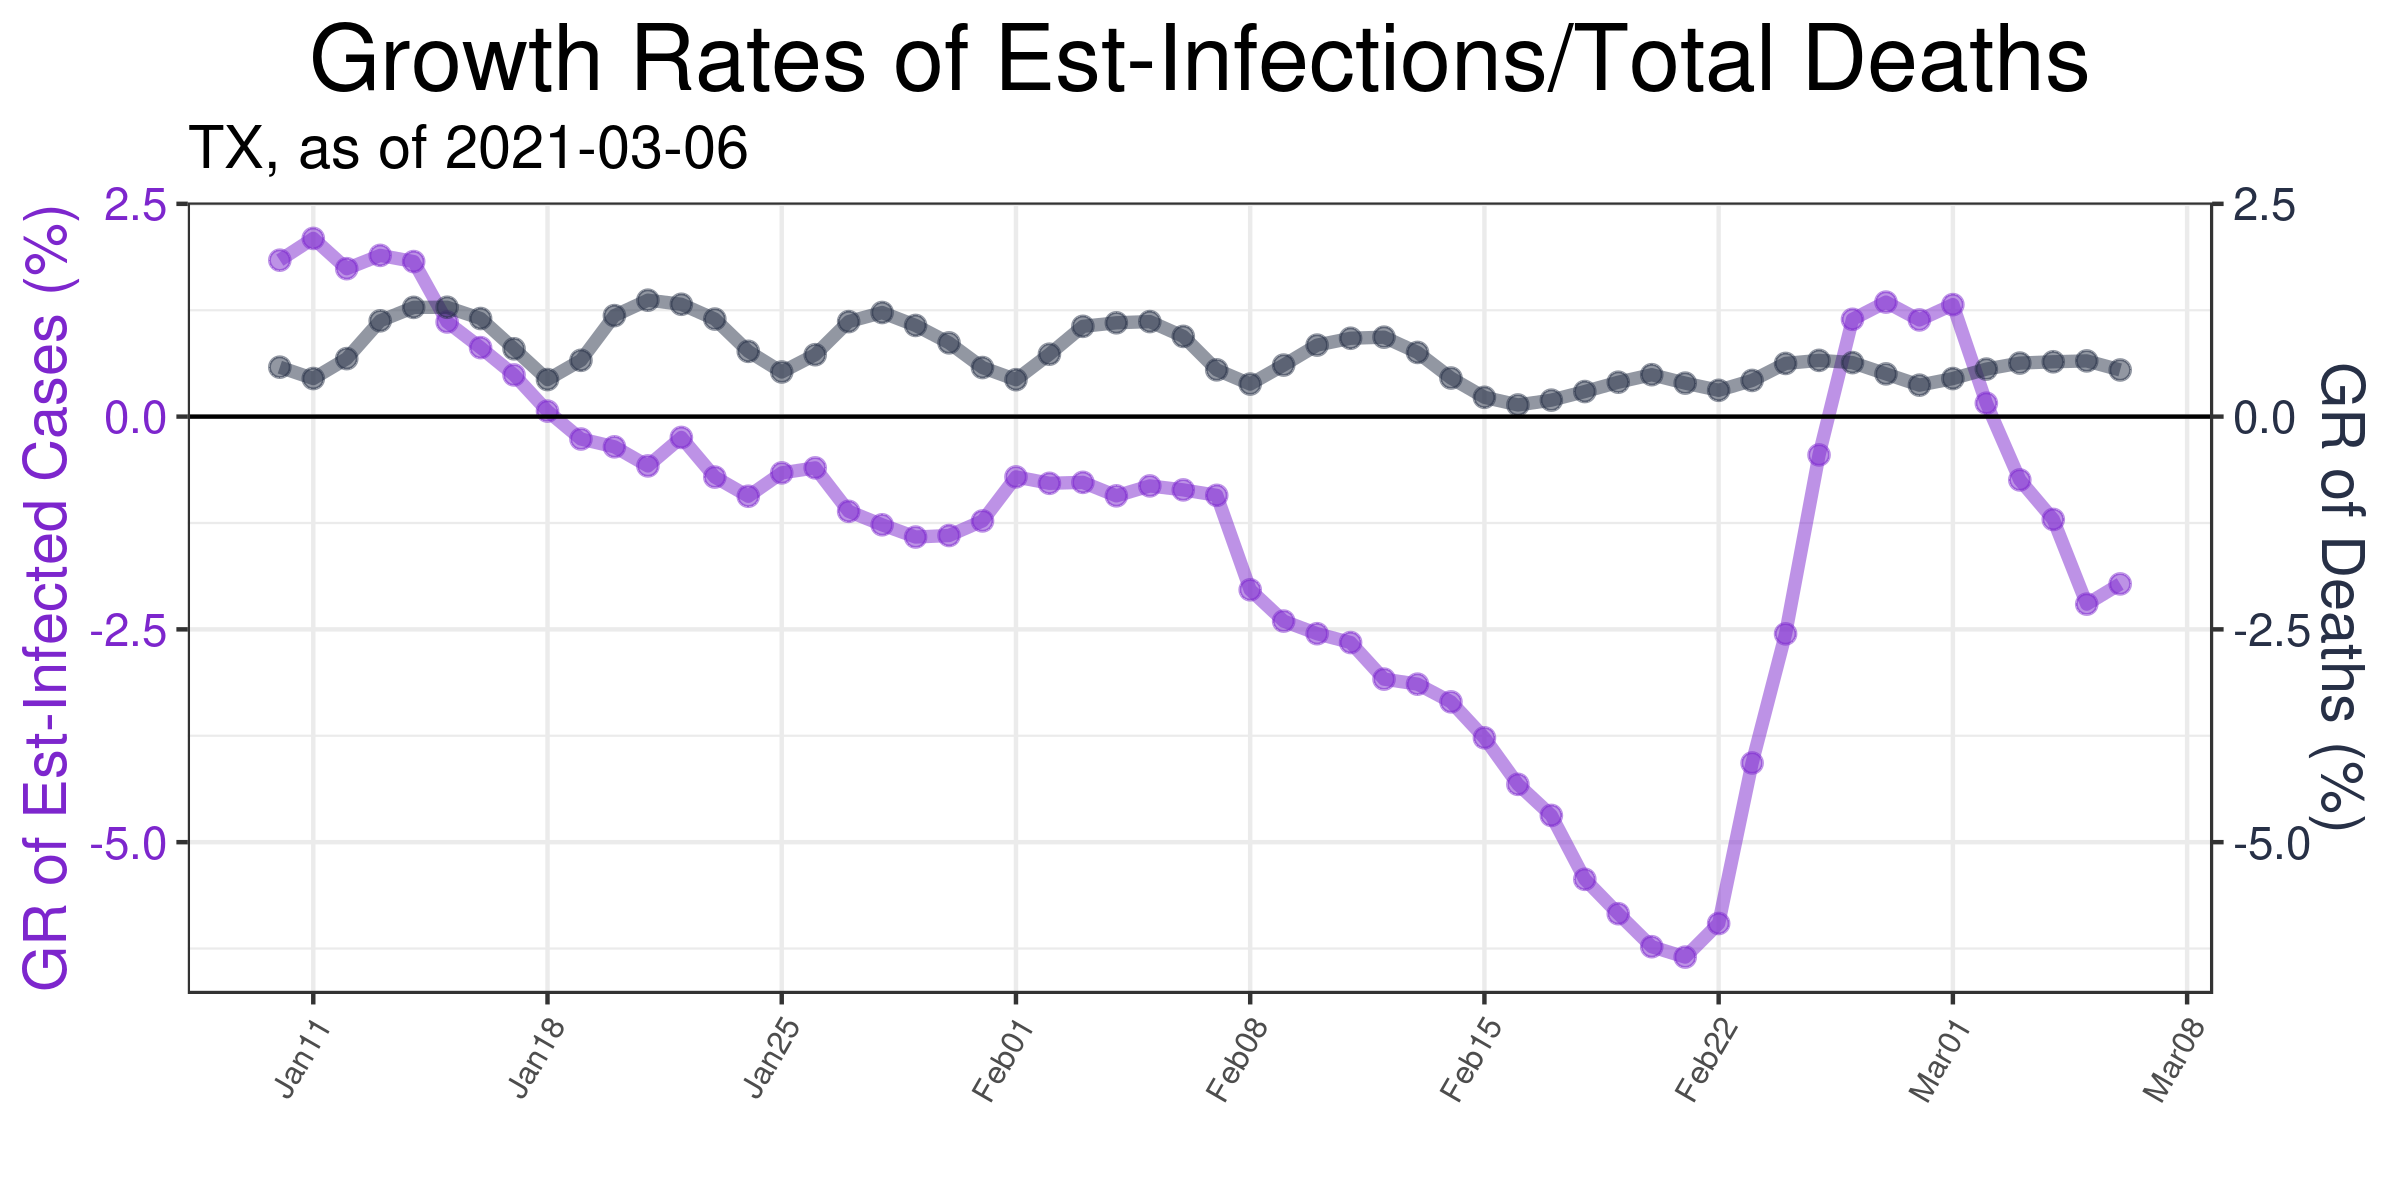 Growth Rates of Est-Infections/Total Deaths
TX, as of 2021-03-06
GR of Est-Infected Cases (%)
2.5
0.0
-2.5
-5.0
2.5
0.0
-2.5
-5.0
GR of Deaths (%)
Jan11
Jan18
Jan25
Feb01
Feb08
Feb15
Feb22
Mar01
Mar08